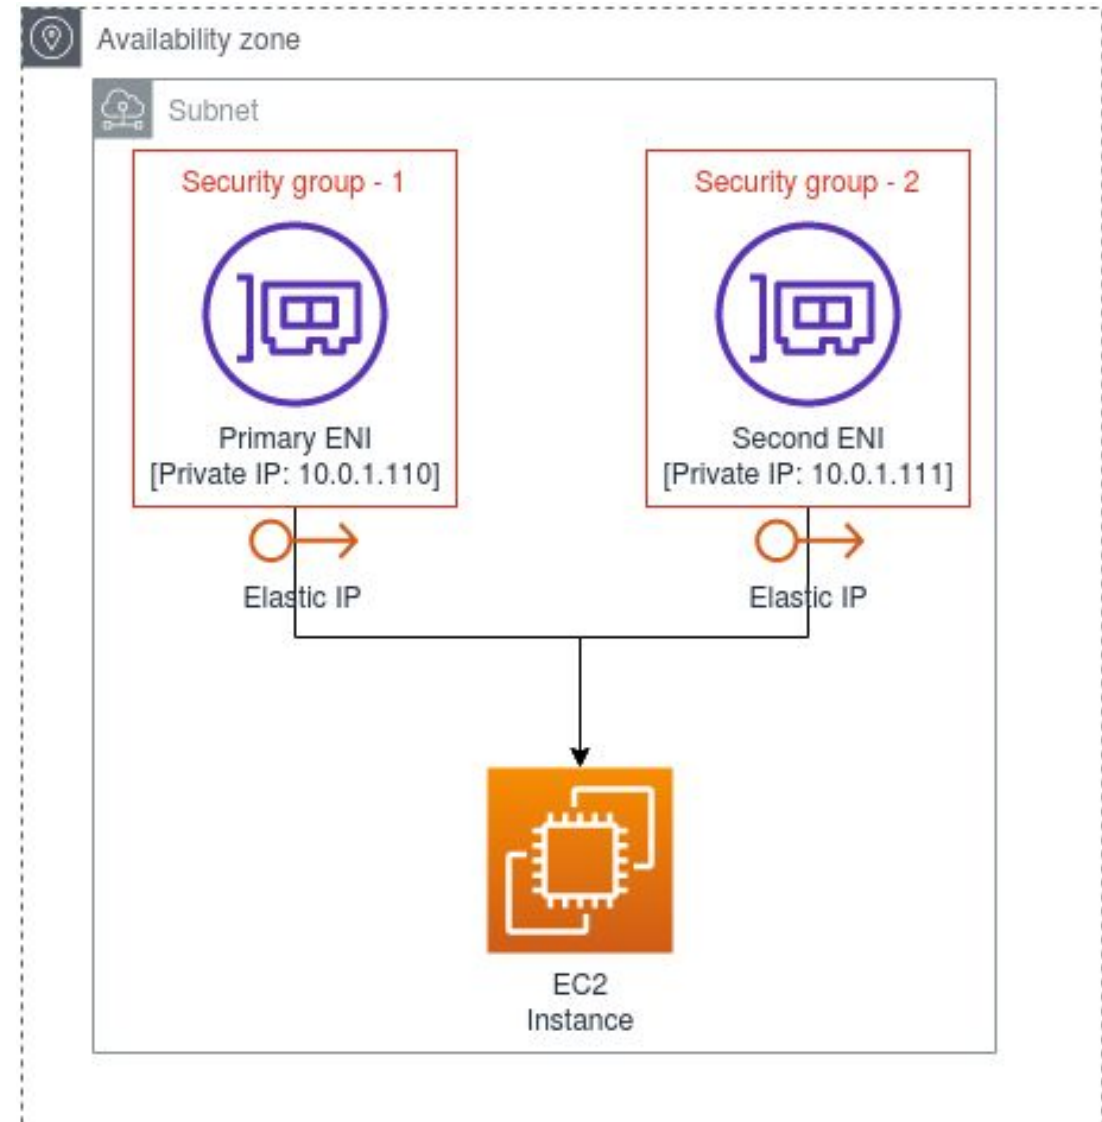 Availability zone
Subnet
Security group - 1
Security group - 2
Primary ENI
[Private IP: 10.0.1.110]
Second ENI
[Private IP: 10.0.1.111]
Elastic IP
Elastic IP
EC2
Instance